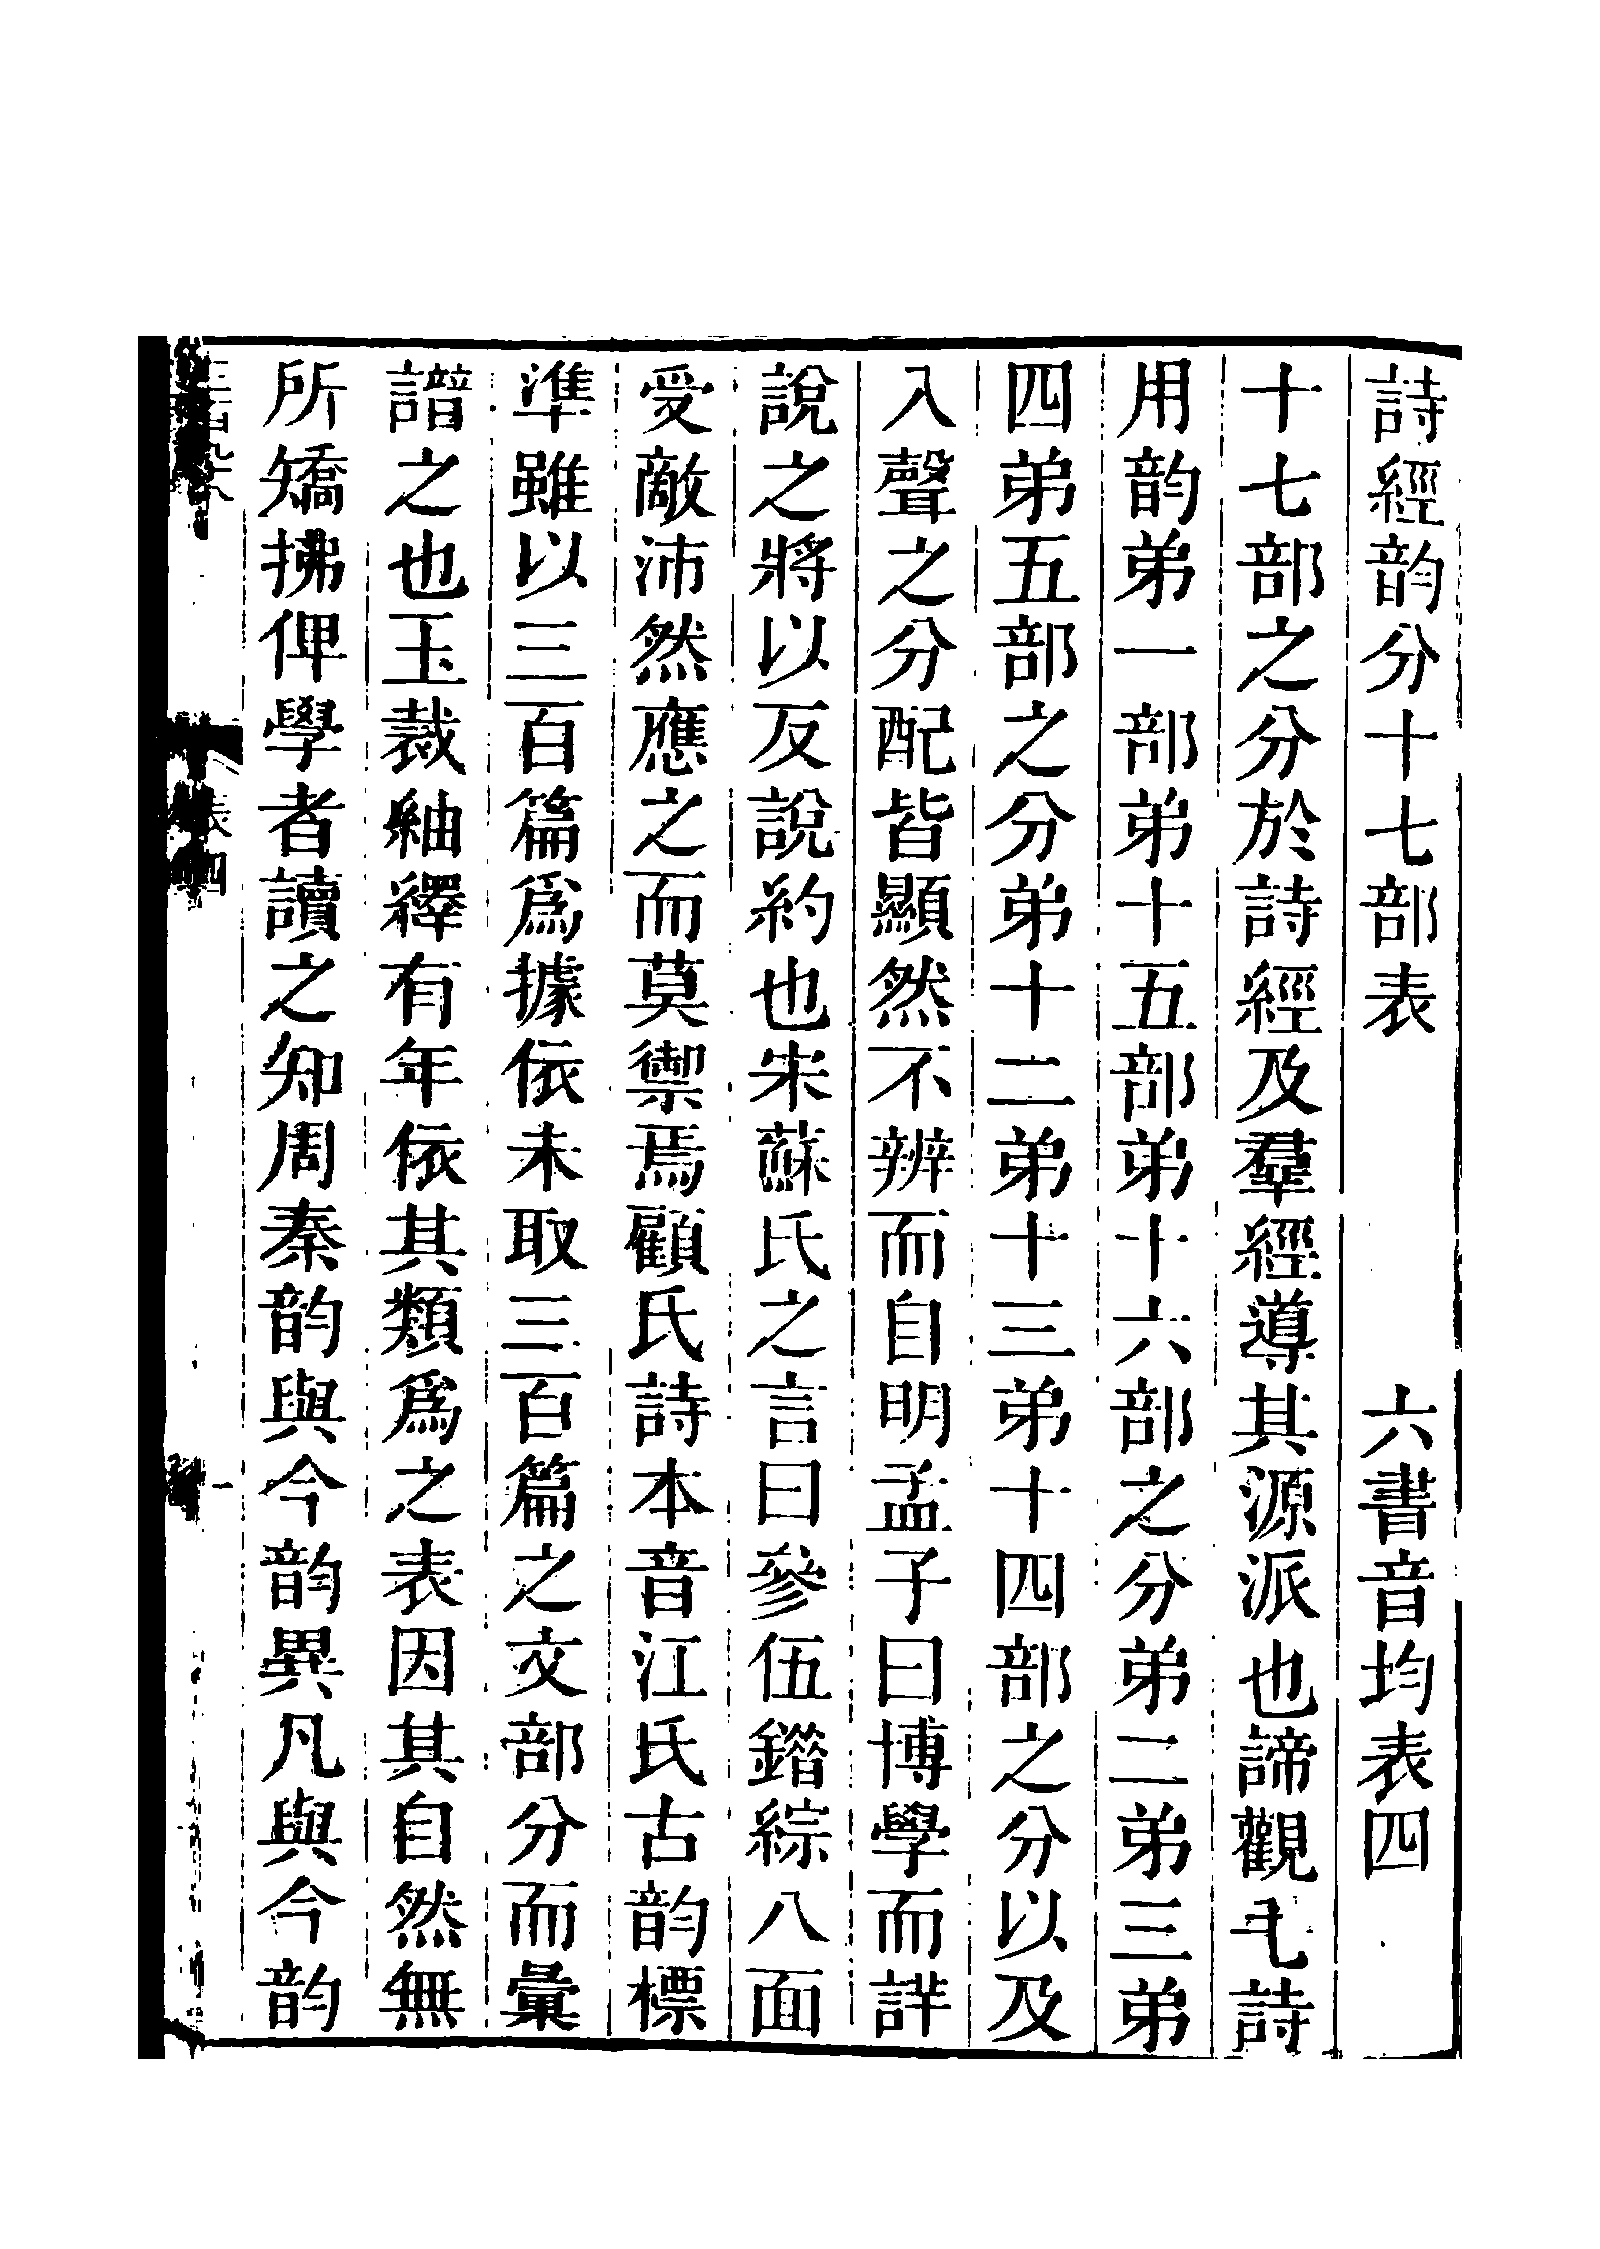 詩經韵分十七部表　六書音均表四
十七部之分於詩經及羣經導其源派也諦觀毛詩
用韵弟一部弟十五部弟十六部之分弟二弟三弟
四弟五部之分弟十二弟十三弟十四部之分以及
入聲之分配皆顯然不辨而自明孟子曰博學而詳
說之將以反說約也宋蘇氏之言曰參伍鐕綜八面
受敵沛然應之而莫禦焉顧氏詩本音江氏古韵標
準雖以三百篇爲據依未取三百篇之文部分而彙
譜之也玉裁紬繹有年依其類爲之表因其自然無
所矯拂俾學者讀之知周秦韵與今韵異凡與今韵
表四
一